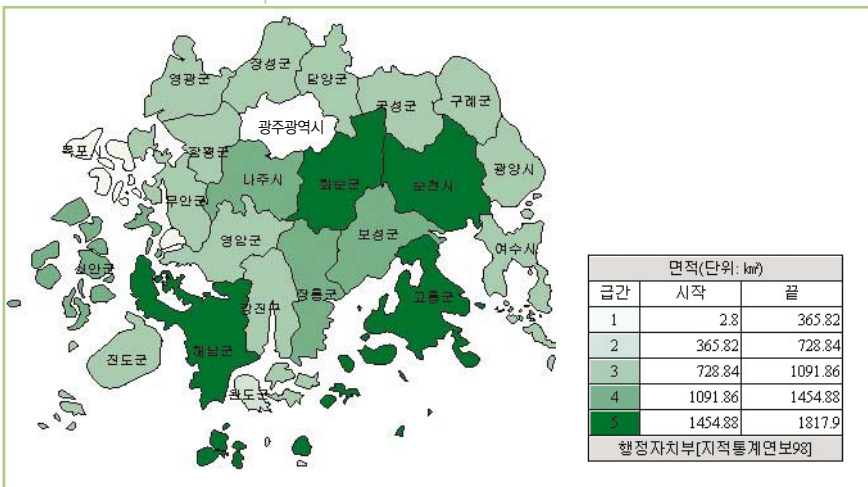 장성군
영광군
담양군
곡성군
구례군
광주광역시
목포시
함평군
나주시
화순군
순천시
광양시
무안군
보성군
영암군
여수시
신안군
장흥군
고흥군
강진군
해남군
진도군
완도군
면적(단위: ㎢)
급간 시작 끝
1 2.8 365.82
2 365.82 728.84
3 728.84 1091.86
4 1091.86 1454.88
5 1454.88 1817.9
행정자치부[지적통계연보98]